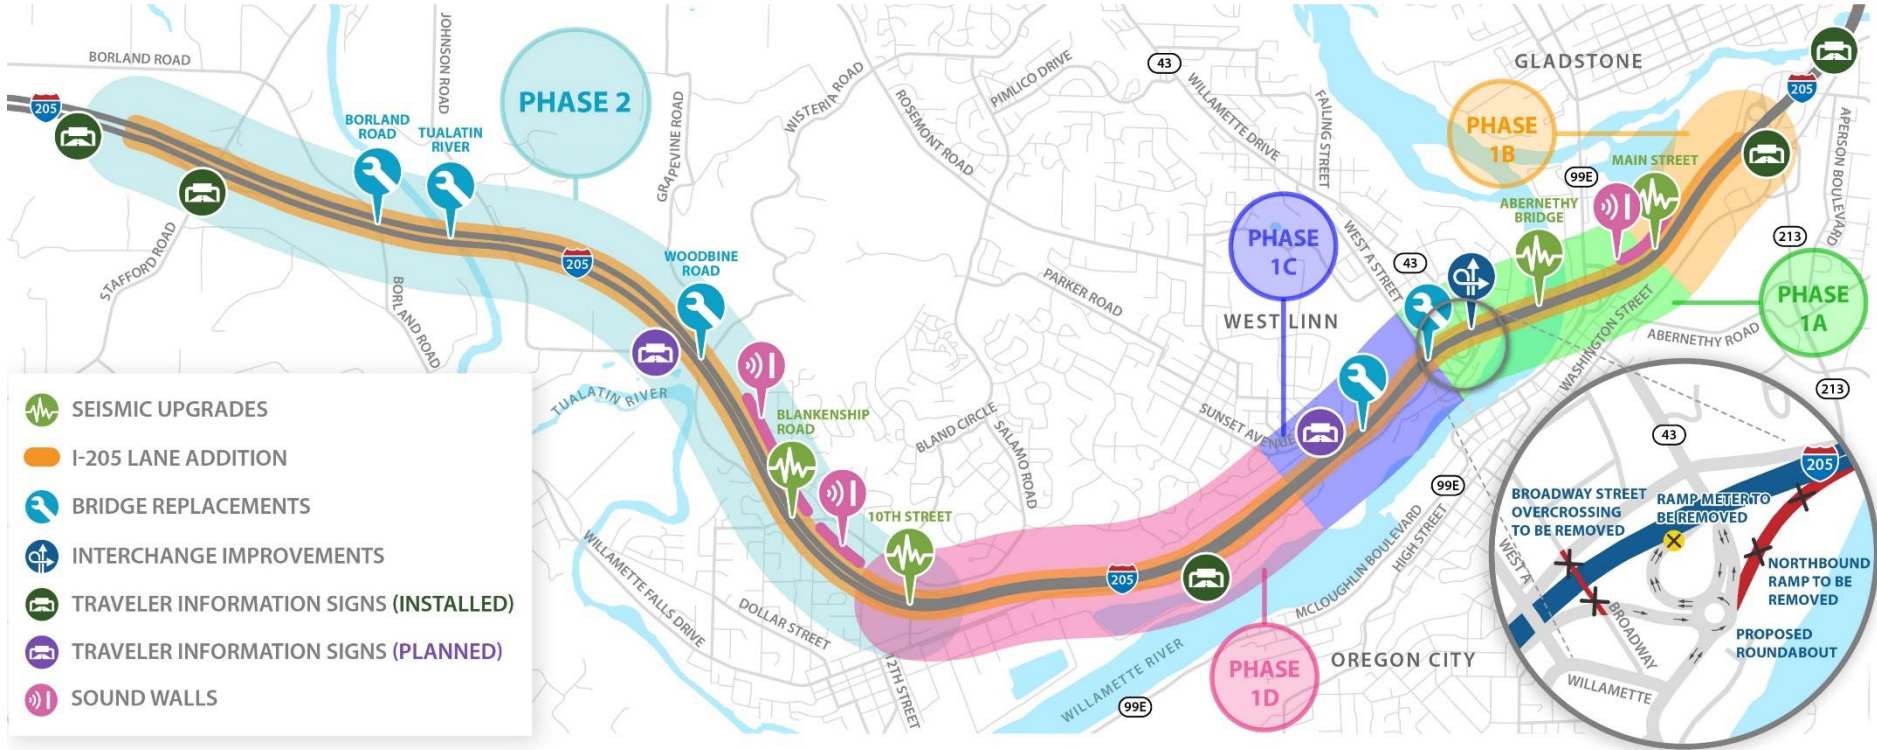 BORLAND ROAD
JOHNSON ROAD
205
BORLAND
ROAD
TUALATIN
RIVER
PHASE 2
GRAPEVINE ROAD
WISTERIA ROAD
ROSEMONT ROAD
PIMLICO DRIVE
43
WILLAMETTE DRIVE
FAILING STREET
GLADSTONE
205
APERSON BOULEVARD
PHASE
1B
MAIN STREET
99E
ABERNETHY
BRIDGE
213
STAFFORD ROAD
BORLAND ROAD
205
WOODBINE
ROAD
PARKER ROAD
PHASE
1C
WEST LINN
WEST A STREET
43
PHASE
1A
WASHINGTON STREET
ABERNETHY ROAD
213
TUALATIN RIVER
BLANKENSHIP
ROAD
BLAND CIRCLE
SALAMO ROAD
SUNSET AVENUE
99E
10TH STREET
205
MCLOUGHLIN BOULEVARD
HIGH STREET
WEST A
WILLAMETTE FALLS DRIVE
DOLLAR STREET
12TH STREET
WILLAMETTE RIVER
99E
PHASE
1D
OREGON CITY
SEISMIC UPGRADES
I-205 LANE ADDITION
BRIDGE REPLACEMENTS
INTERCHANGE IMPROVEMENTS
TRAVELER INFORMATION SIGNS (INSTALLED)
TRAVELER INFORMATION SIGNS (PLANNED)
SOUND WALLS
43
205
BROADWAY STREET
OVERCROSSING
TO BE REMOVED
RAMP METER TO
BE REMOVED
NORTHBOUND
RAMP TO BE
REMOVED
BROADWAY
PROPOSED
ROUNDABOUT
WILLAMETTE